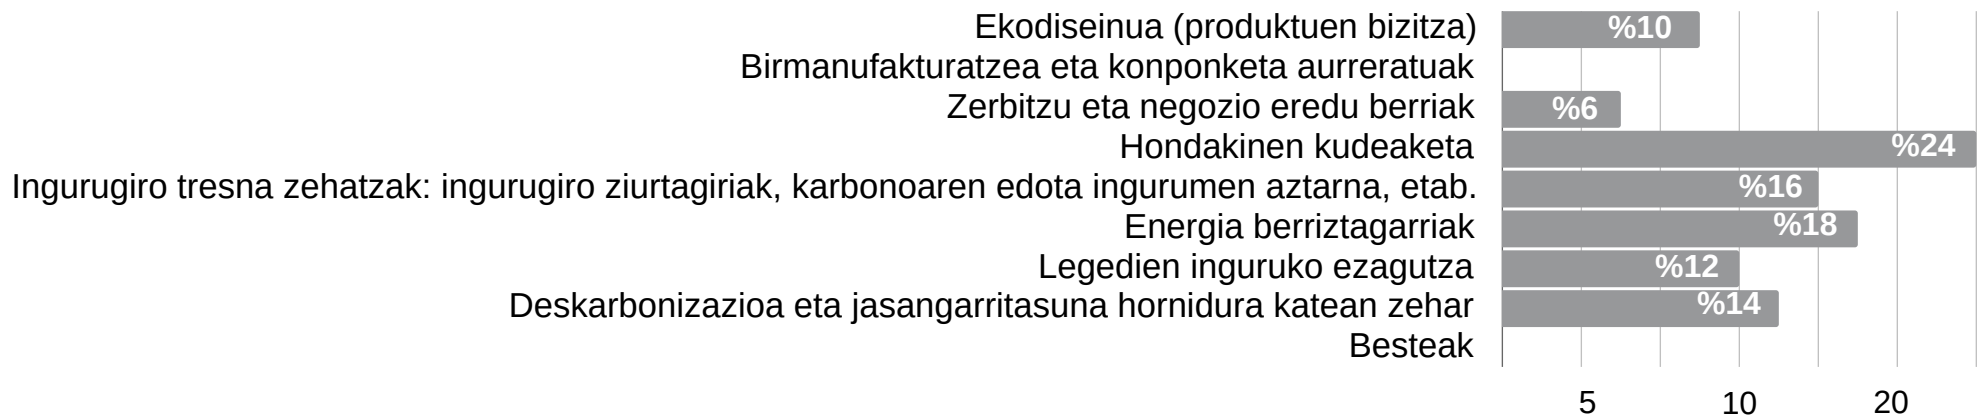 Ekodiseinua (produktuen bizitza) %10
Birmanufakturatzea eta konponketa aurreratuak
Zerbitzu eta negozio eredu berriak %6
Hondakinen kudeaketa %24
Ingurugiro tresna zehatzak: ingurugiro ziurtagiriak, karbonoaren edota ingurumen aztarna, etab. %16
Energia berriztagarriak %18
Legedien inguruko ezagutza %12
Deskarbonizazioa eta jasangarritasuna hornidura katean zehar %14
Besteak
5 10 20